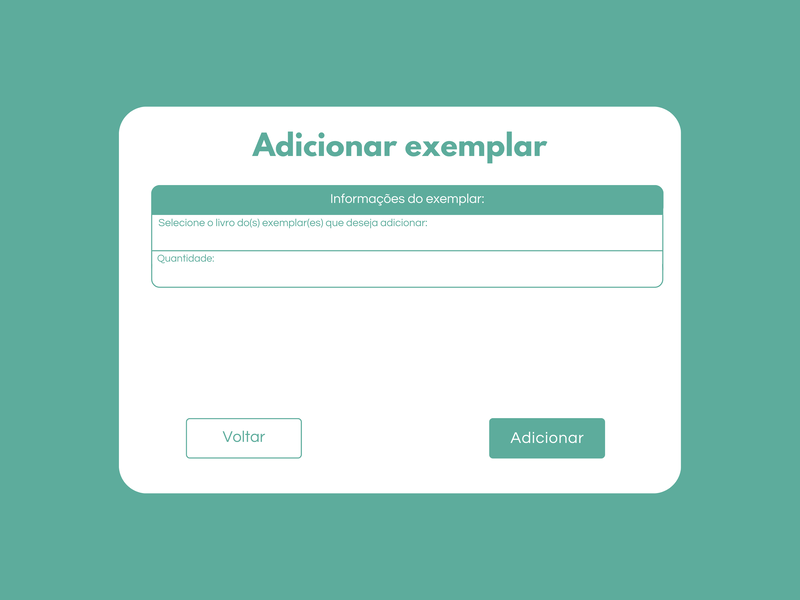 Adicionar exemplar
Informações do exemplar:
Selecione o livro do(s) exemplar(es) que deseja adicionar:
Quantidade:
Voltar
Adicionar